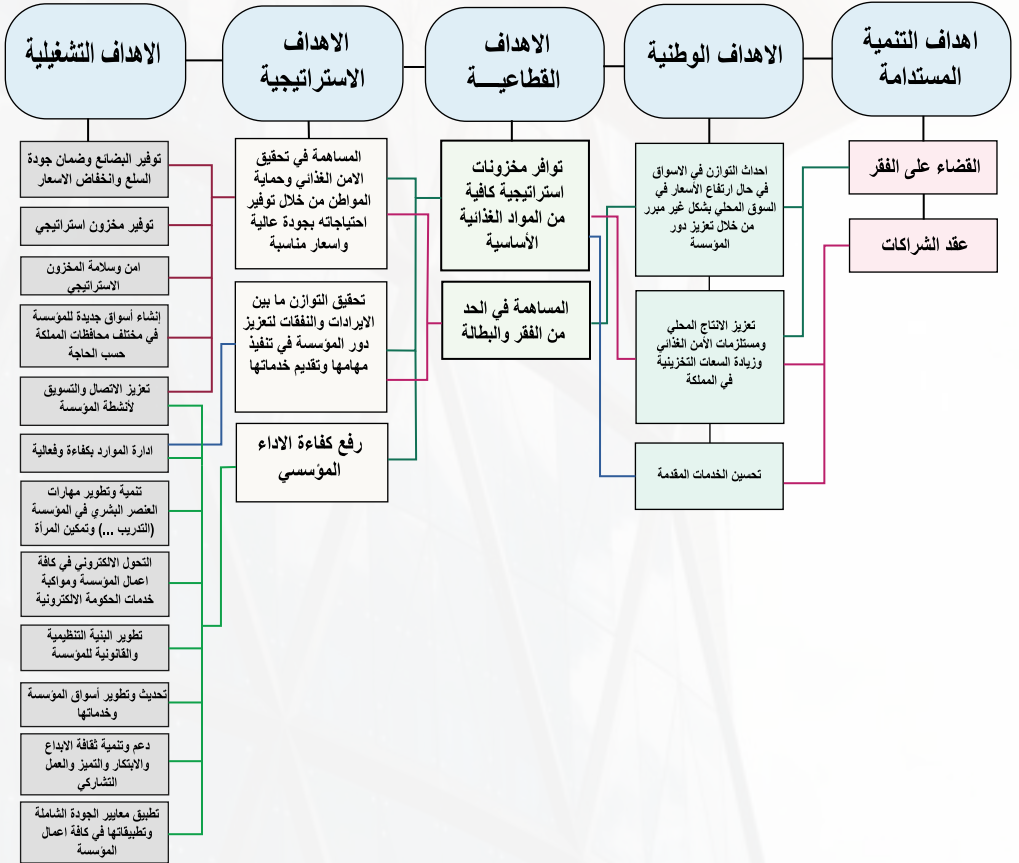 اهداف التنمية
المستدامة
الاهداف الوطنية
الاهداف
القطاعيـــة
الاهداف
الاستراتيجية
الاهداف التشغيلية
القضاء على الفقر
عقد الشراكات
احداث التوازن في الاسواق
في حال ارتفاع الأسعار في
السوق المحلي بشكل غير مبرر
من خلال تعزيز دور
المؤسسة
تعزيز الانتاج المحلي
ومستلزمات الأمن الغذائي
وزيادة السعات التخزينية
في المملكة
تحسين الخدمات المقدمة
توافر مخزونات
استراتيجية كافية
من المواد الغذائية
الأساسية
المساهمة في الحد
من الفقر والبطالة
المساهمة في تحقيق
الامن الغذائي وحماية
المواطن من خلال توفير
احتياجاته بجودة عالية
واسعار مناسبة
تحقيق التوازن ما بين
الايرادات والنفقات لتعزيز
دور المؤسسة في تنفيذ
مهامها وتقديم خدماتها
رفع كفاءة الاداء
المؤسسي
توفير البضائع وضمان جودة
السلع وانخفاض الاسعار
توفير مخزون استراتيجي
امن وسلامة المخزون
الاستراتيجي
إنشاء أسواق جديدة للمؤسسة
في مختلف محافظات المملكة
حسب الحاجة
تعزيز الاتصال والتسويق
لأنشطة المؤسسة
ادارة الموارد بكفاءة وفعالية
تنمية وتطوير مهارات
العنصر البشري في المؤسسة
(التدريب ...) وتمكين المرأة
التحول الالكتروني في كافة
اعمال المؤسسة ومواكبة
خدمات الحكومة الالكترونية
تطوير البنية التنظيمية
والقانونية للمؤسسة
تحديث وتطوير أسواق المؤسسة
وخدماتها
دعم وتنمية ثقافة الابداع
والابتكار والتميز والعمل
التشاركي
تطبيق معايير الجودة الشاملة
وتطبيقاتها في كافة اعمال
المؤسسة